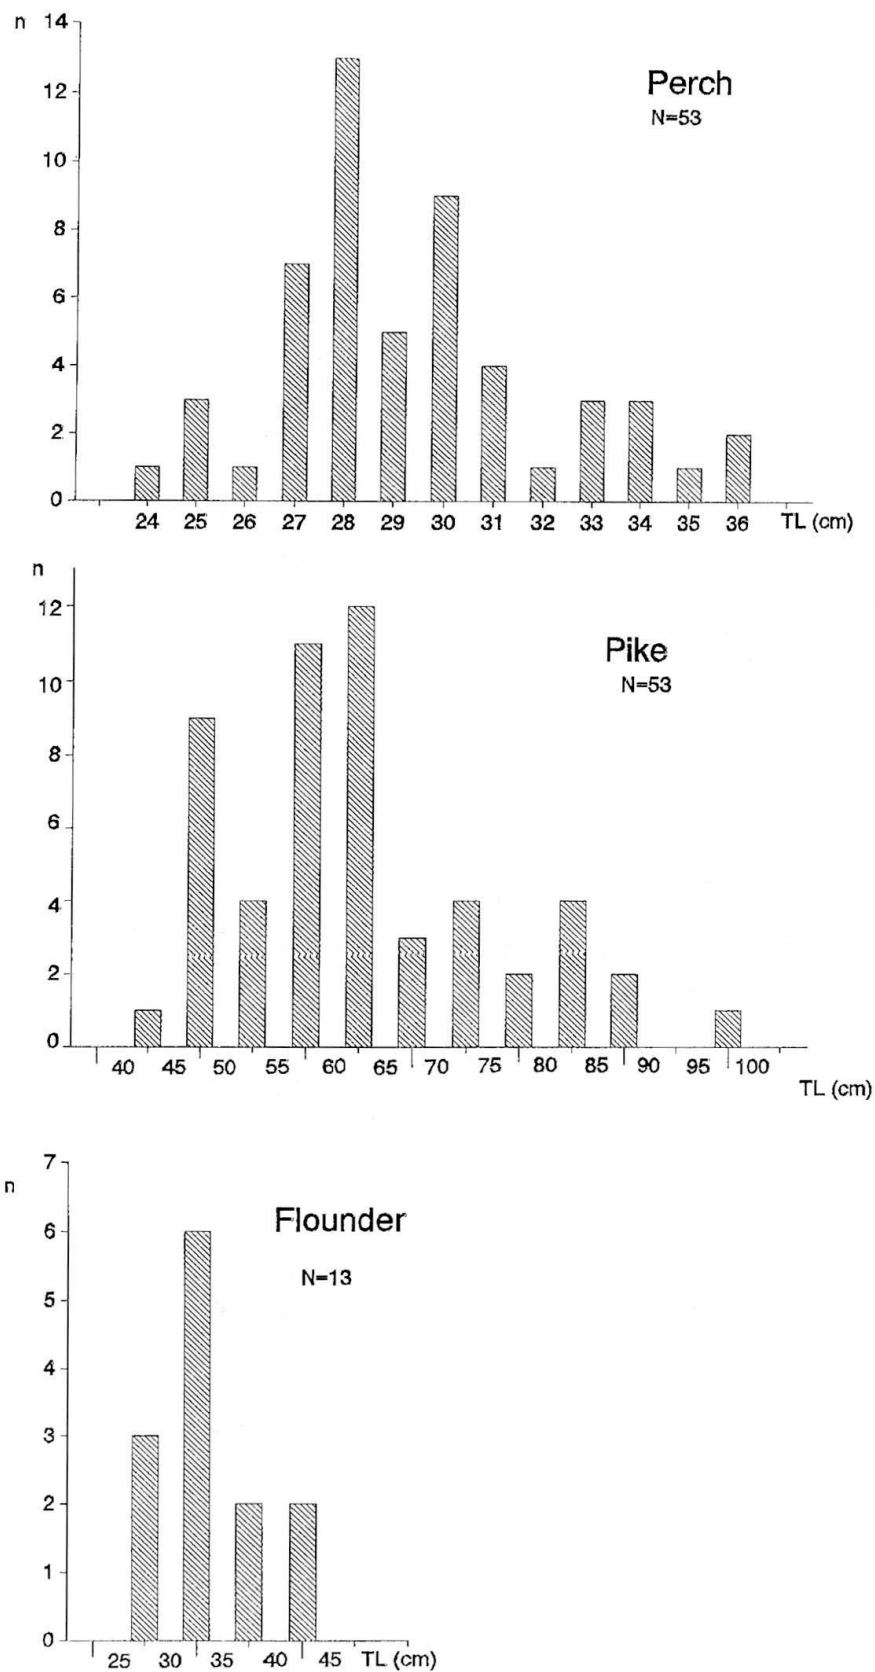 n 14
12
10
8
6
4
2
0
Perch
N=53
24 25 26 27 28 29 30 31 32 33 34 35 36 TL (cm)
n
12
10
8
6
4
2
0
Pike
N=53
40 45 50 55 60 65 70 75 80 85 90 95 100
TL (cm)
7
n
6
5
4
3
2
1
0
Flounder
N=13
25 30 35 40 45 TL (cm)